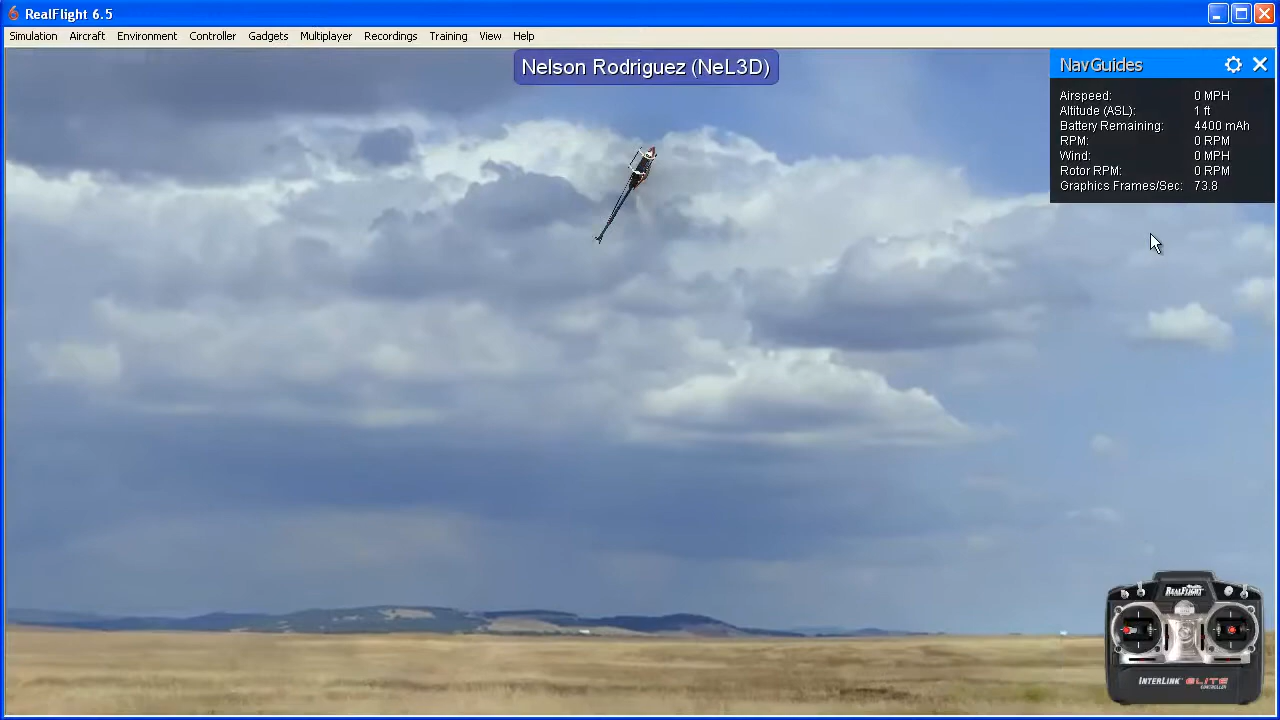 RealFlight 6.5
Simulation Aircraft Environment Controller Gadgets Multiplayer Recordings Training View Help
Nelson Rodriguez (NeL3D)
NavGuides
Airspeed: 0 MPH
Altitude (ASL): 1 ft
Battery Remaining: 4400 mAh
RPM: 0 RPM
Wind: 0 MPH
Rotor RPM: 0 RPM
Graphics Frames/Sec: 73.8
REALFLIGHT
INTERLINK ELITE
CONTROLLER